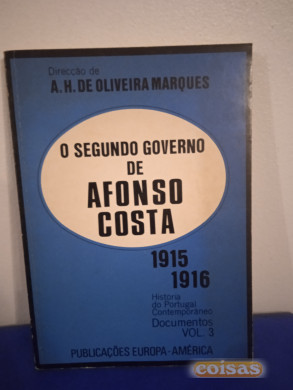 Direcção de
A. H. DE OLIVEIRA MARQUES
O SEGUNDO GOVERNO
DE
AFONSO
COSTA
1915
1916
História
de Portugal
Contemporâneo
Documentos
VOL. 3
PUBLICAÇÕES EUROPA-AMÉRICA
coisas